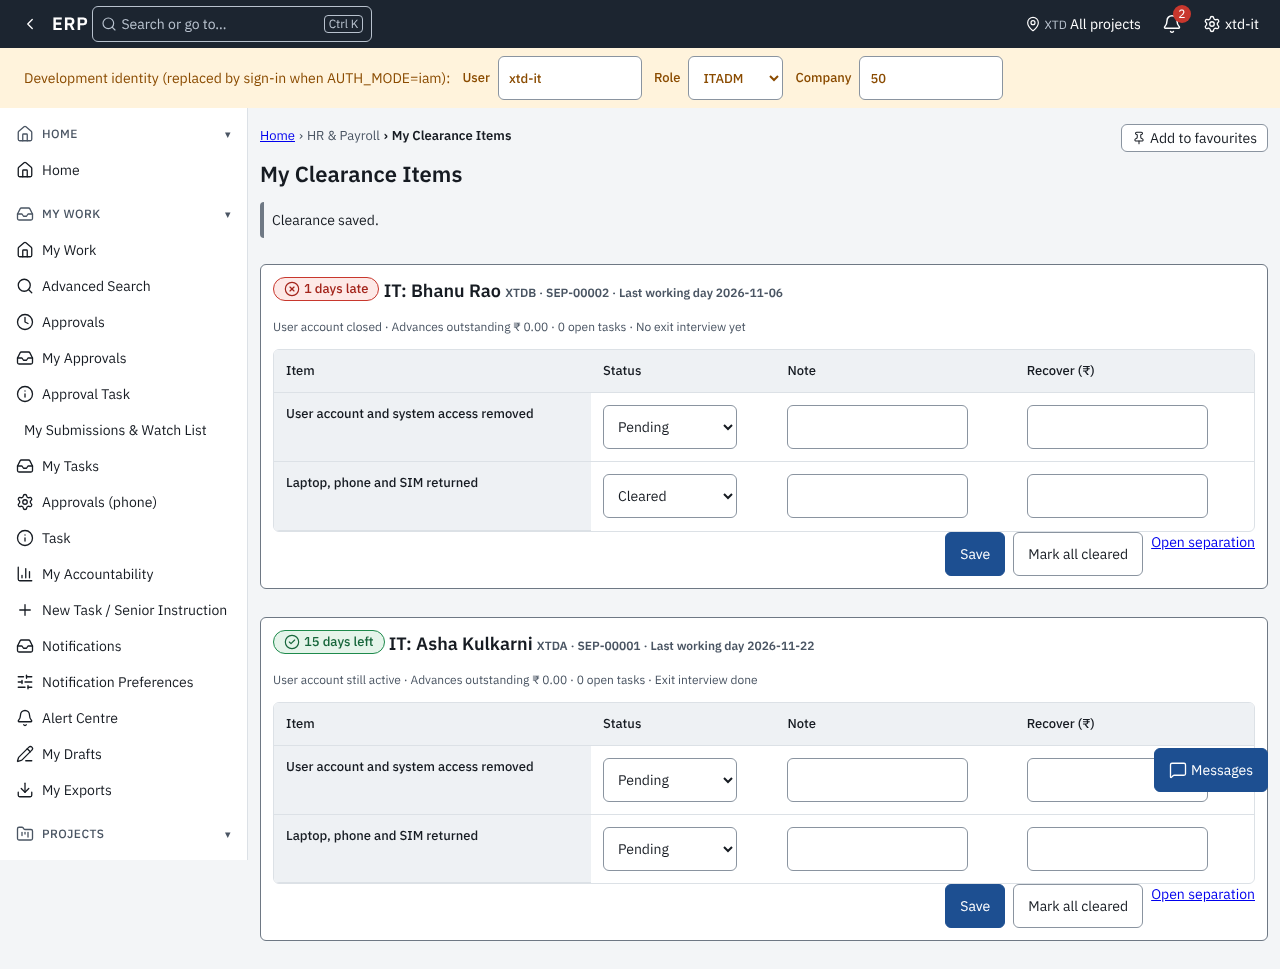 ERP
Search or go to...
Ctrl K
XTD All projects
2
xtd-it
Development identity (replaced by sign-in when AUTH_MODE=iam): User xtd-it Role ITADM Company 50
HOME
Home
MY WORK
My Work
Advanced Search
Approvals
My Approvals
Approval Task
My Submissions & Watch List
My Tasks
Approvals (phone)
Task
My Accountability
New Task / Senior Instruction
Notifications
Notification Preferences
Alert Centre
My Drafts
My Exports
PROJECTS
Home › HR & Payroll › My Clearance Items
Add to favourites
My Clearance Items
Clearance saved.
1 days late IT: Bhanu Rao XTDB · SEP-00002 · Last working day 2026-11-06
User account closed · Advances outstanding ₹ 0.00 · 0 open tasks · No exit interview yet
Item Status Note Recover (₹)
User account and system access removed Pending
Laptop, phone and SIM returned Cleared
Save Mark all cleared Open separation
15 days left IT: Asha Kulkarni XTDA · SEP-00001 · Last working day 2026-11-22
User account still active · Advances outstanding ₹ 0.00 · 0 open tasks · Exit interview done
Item Status Note Recover (₹)
User account and system access removed Pending
Messages
Laptop, phone and SIM returned Pending
Save Mark all cleared Open separation